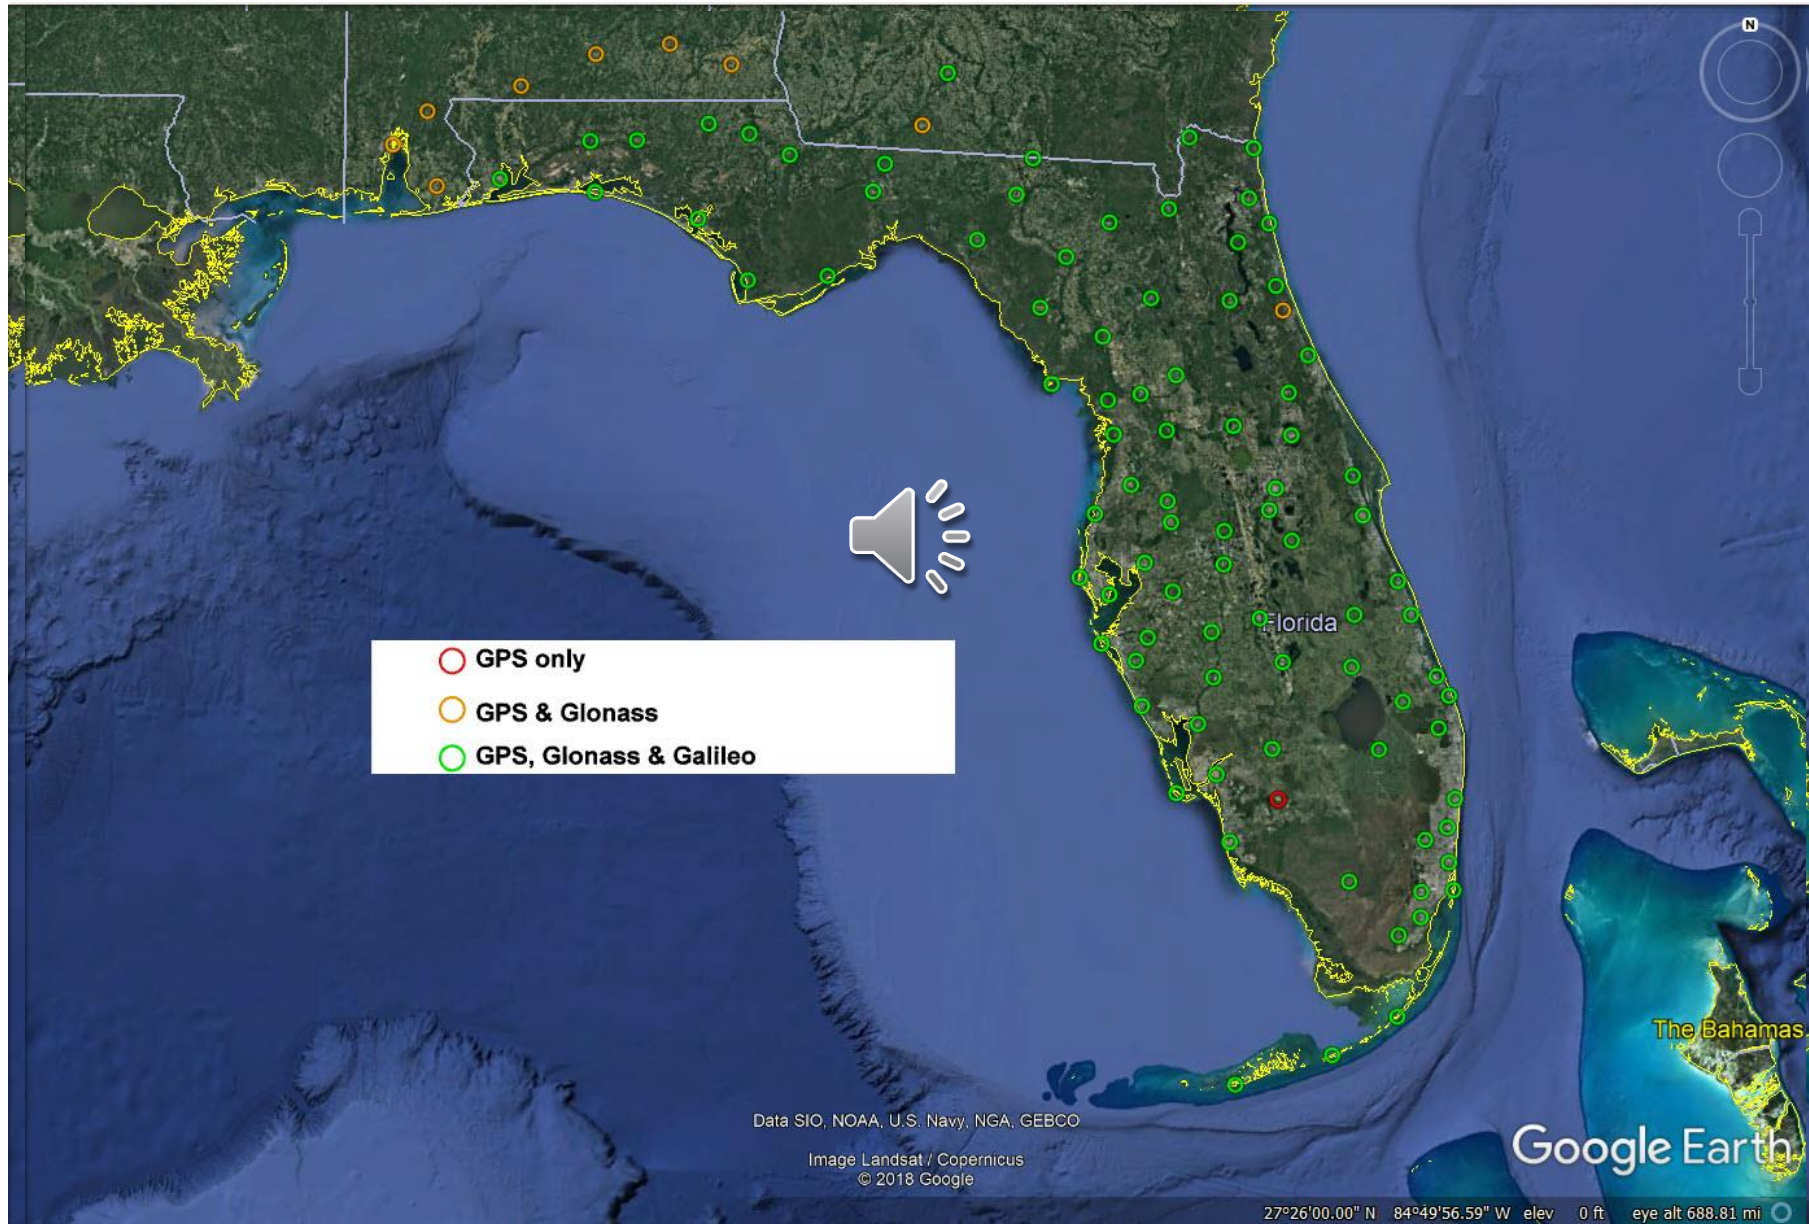 N
Florida
GPS only
GPS & Glonass
GPS, Glonass & Galileo
The Bahamas
Data SIO, NOAA, U.S. Navy, NGA, GEBCO
Image Landsat / Copernicus
© 2018 Google
Google Earth
27°26'00.00" N 84°49'56.59" W elev 0 ft eye alt 688.81 mi